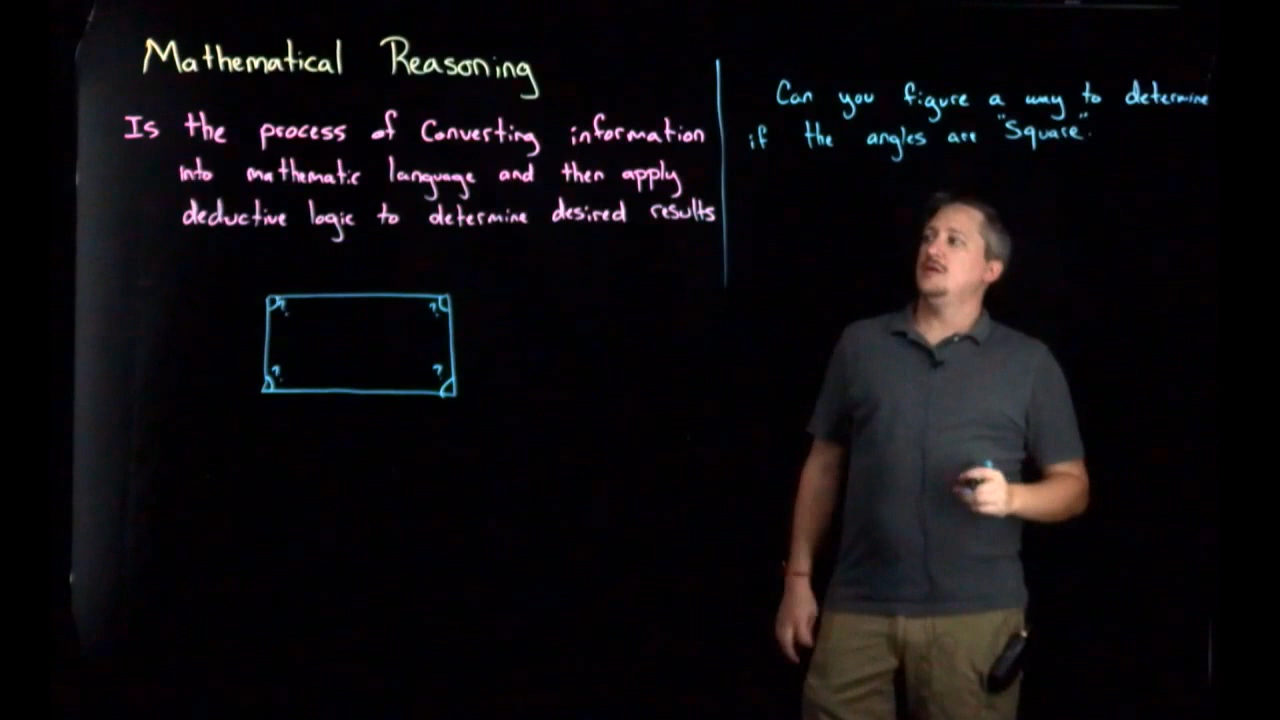 Mathematical Reasoning
Is the process of Converting information
into mathematic language and then apply
deductive logic to determine desired results
Can you figure a way to determine
if the angles are "Square".
?
?
?
?